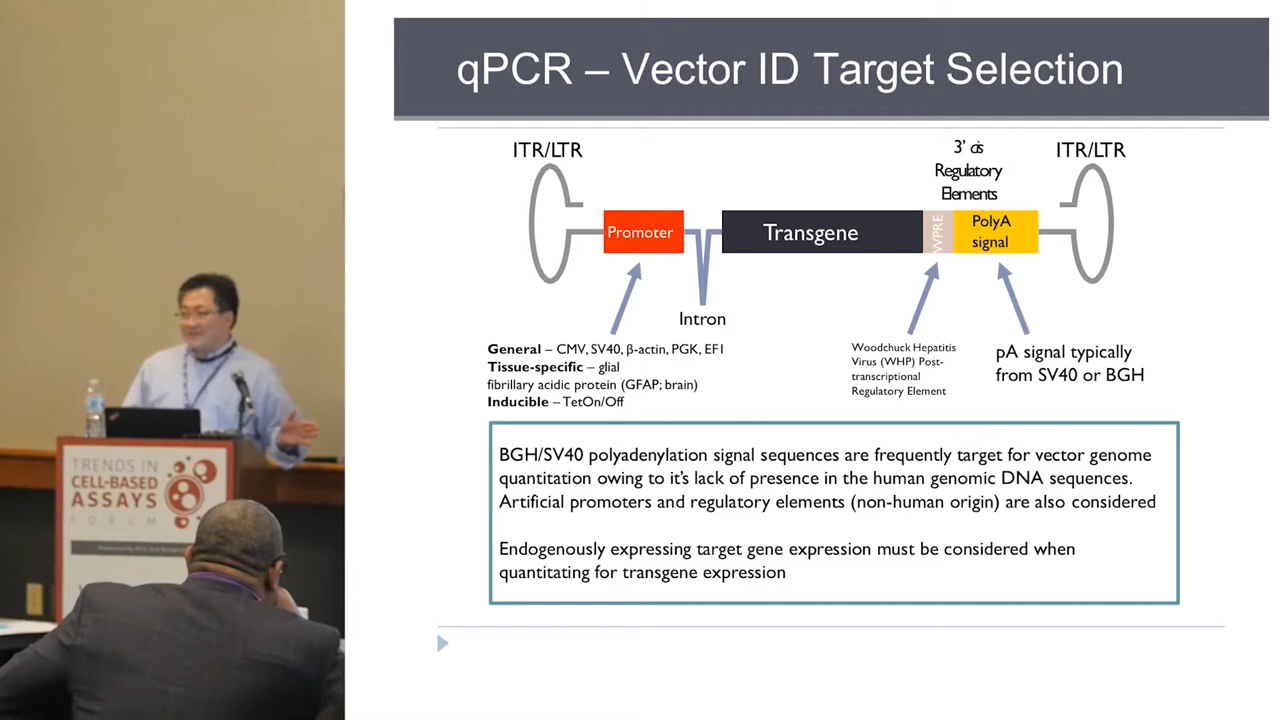 qPCR – Vector ID Target Selection
ITR/LTR
3' cis
Regulatory
Elements
ITR/LTR
Promoter
Transgene
WPRE
PolyA
signal
Intron
General – CMV, SV40, β-actin, PGK, EF1
Tissue-specific – glial
fibrillary acidic protein (GFAP; brain)
Inducible – TetOn/Off
Woodchuck Hepatitis
Virus (WHP) Post-
transcriptional
Regulatory Element
pA signal typically
from SV40 or BGH
BGH/SV40 polyadenylation signal sequences are frequently target for vector genome
quantitation owing to it's lack of presence in the human genomic DNA sequences.
Artificial promoters and regulatory elements (non-human origin) are also considered
Endogenously expressing target gene expression must be considered when
quantitating for transgene expression
TRENDS IN
CELL-BASED
ASSAYS
FORUM